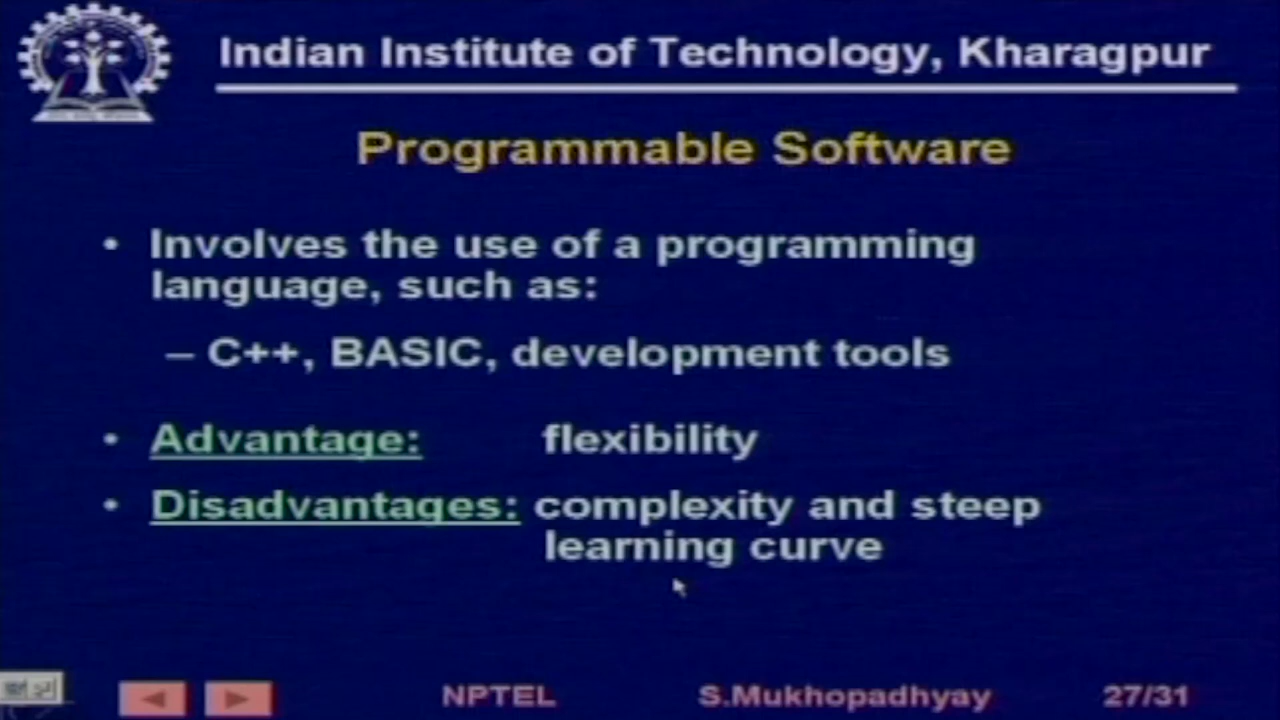 Indian Institute of Technology, Kharagpur
Programmable Software
• Involves the use of a programming
language, such as:
– C++, BASIC, development tools
• Advantage: flexibility
• Disadvantages: complexity and steep
learning curve
NPTEL S.Mukhopadhyay 27/31